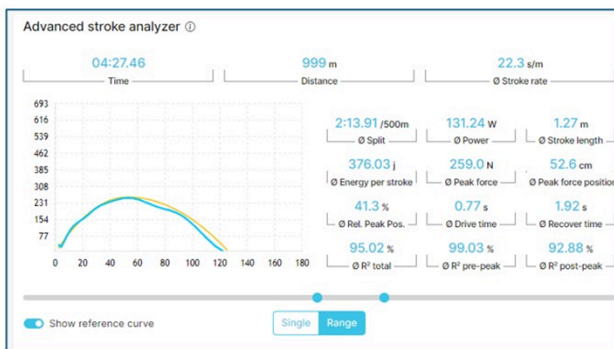 Advanced stroke analyzer ⓘ
04:27.46
Time
999 m
Distance
22.3 s/m
Ø Stroke rate
693
616
539
462
385
308
231
154
77
0 20 40 60 80 100 120 140 160 180
2:13.91 /500m
Ø Split
131.24 W
Ø Power
1.27 m
Ø Stroke length
376.03 j
Ø Energy per stroke
259.0 N
Ø Peak force
52.6 cm
Ø Peak force position
41.3 %
Ø Rel. Peak Pos.
0.77 s
Ø Drive time
1.92 s
Ø Recover time
95.02 %
Ø R² total
99.03 %
Ø R² pre-peak
92.88 %
Ø R² post-peak
Show reference curve
Single Range